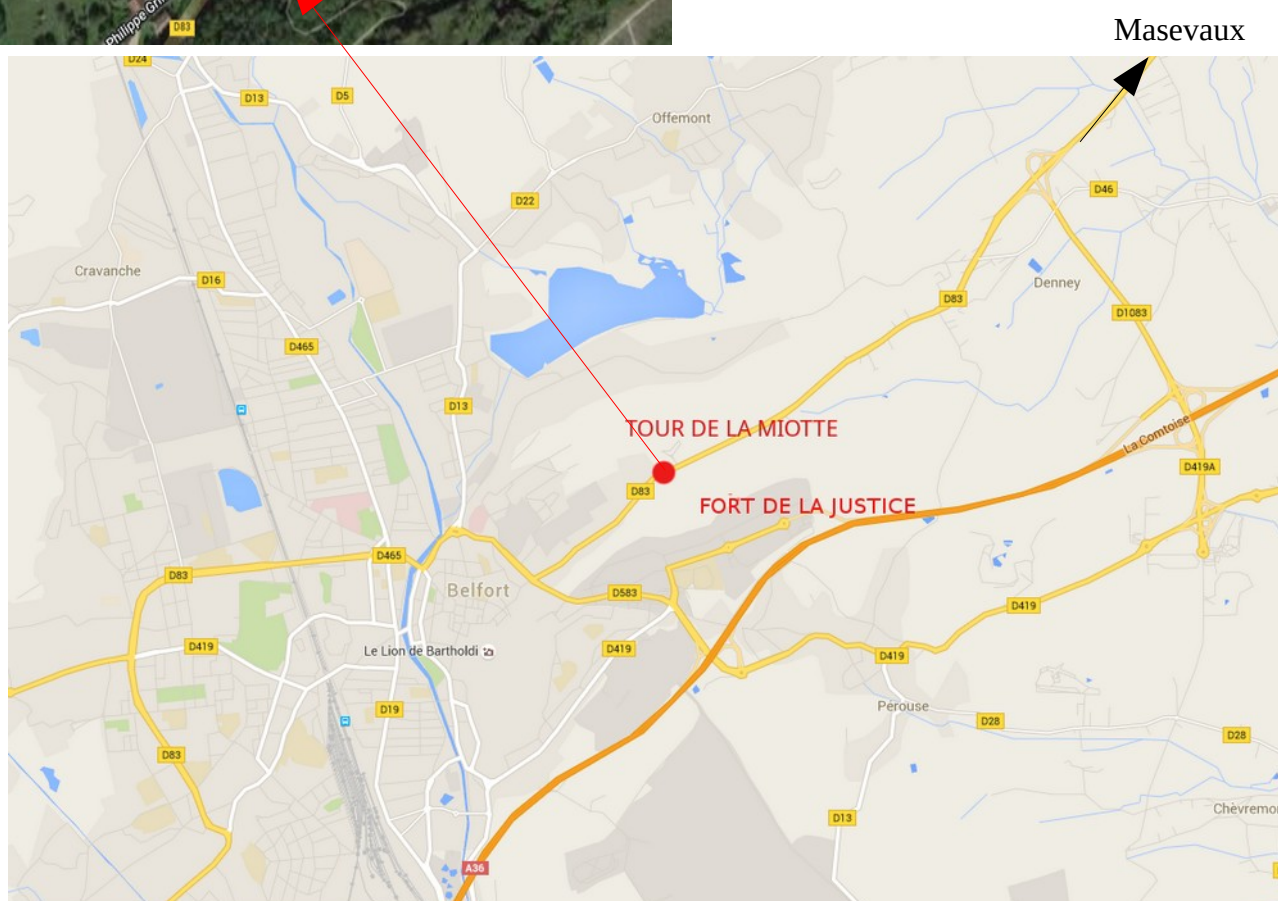 Philippe Gri
D83
Masevaux
D24
D13
D5
Offemont
D22
D46
Cravanche
D16
Denney
D83
D1083
D465
D13
TOUR DE LA MIOTTE
La Comtoise
D419A
D83
FORT DE LA JUSTICE
D465
D83
Belfort
D583
D419
D419
Le Lion de Bartholdi
D419
D419
D19
Pérouse
D28
D28
D83
Chèvremo
D13
A36